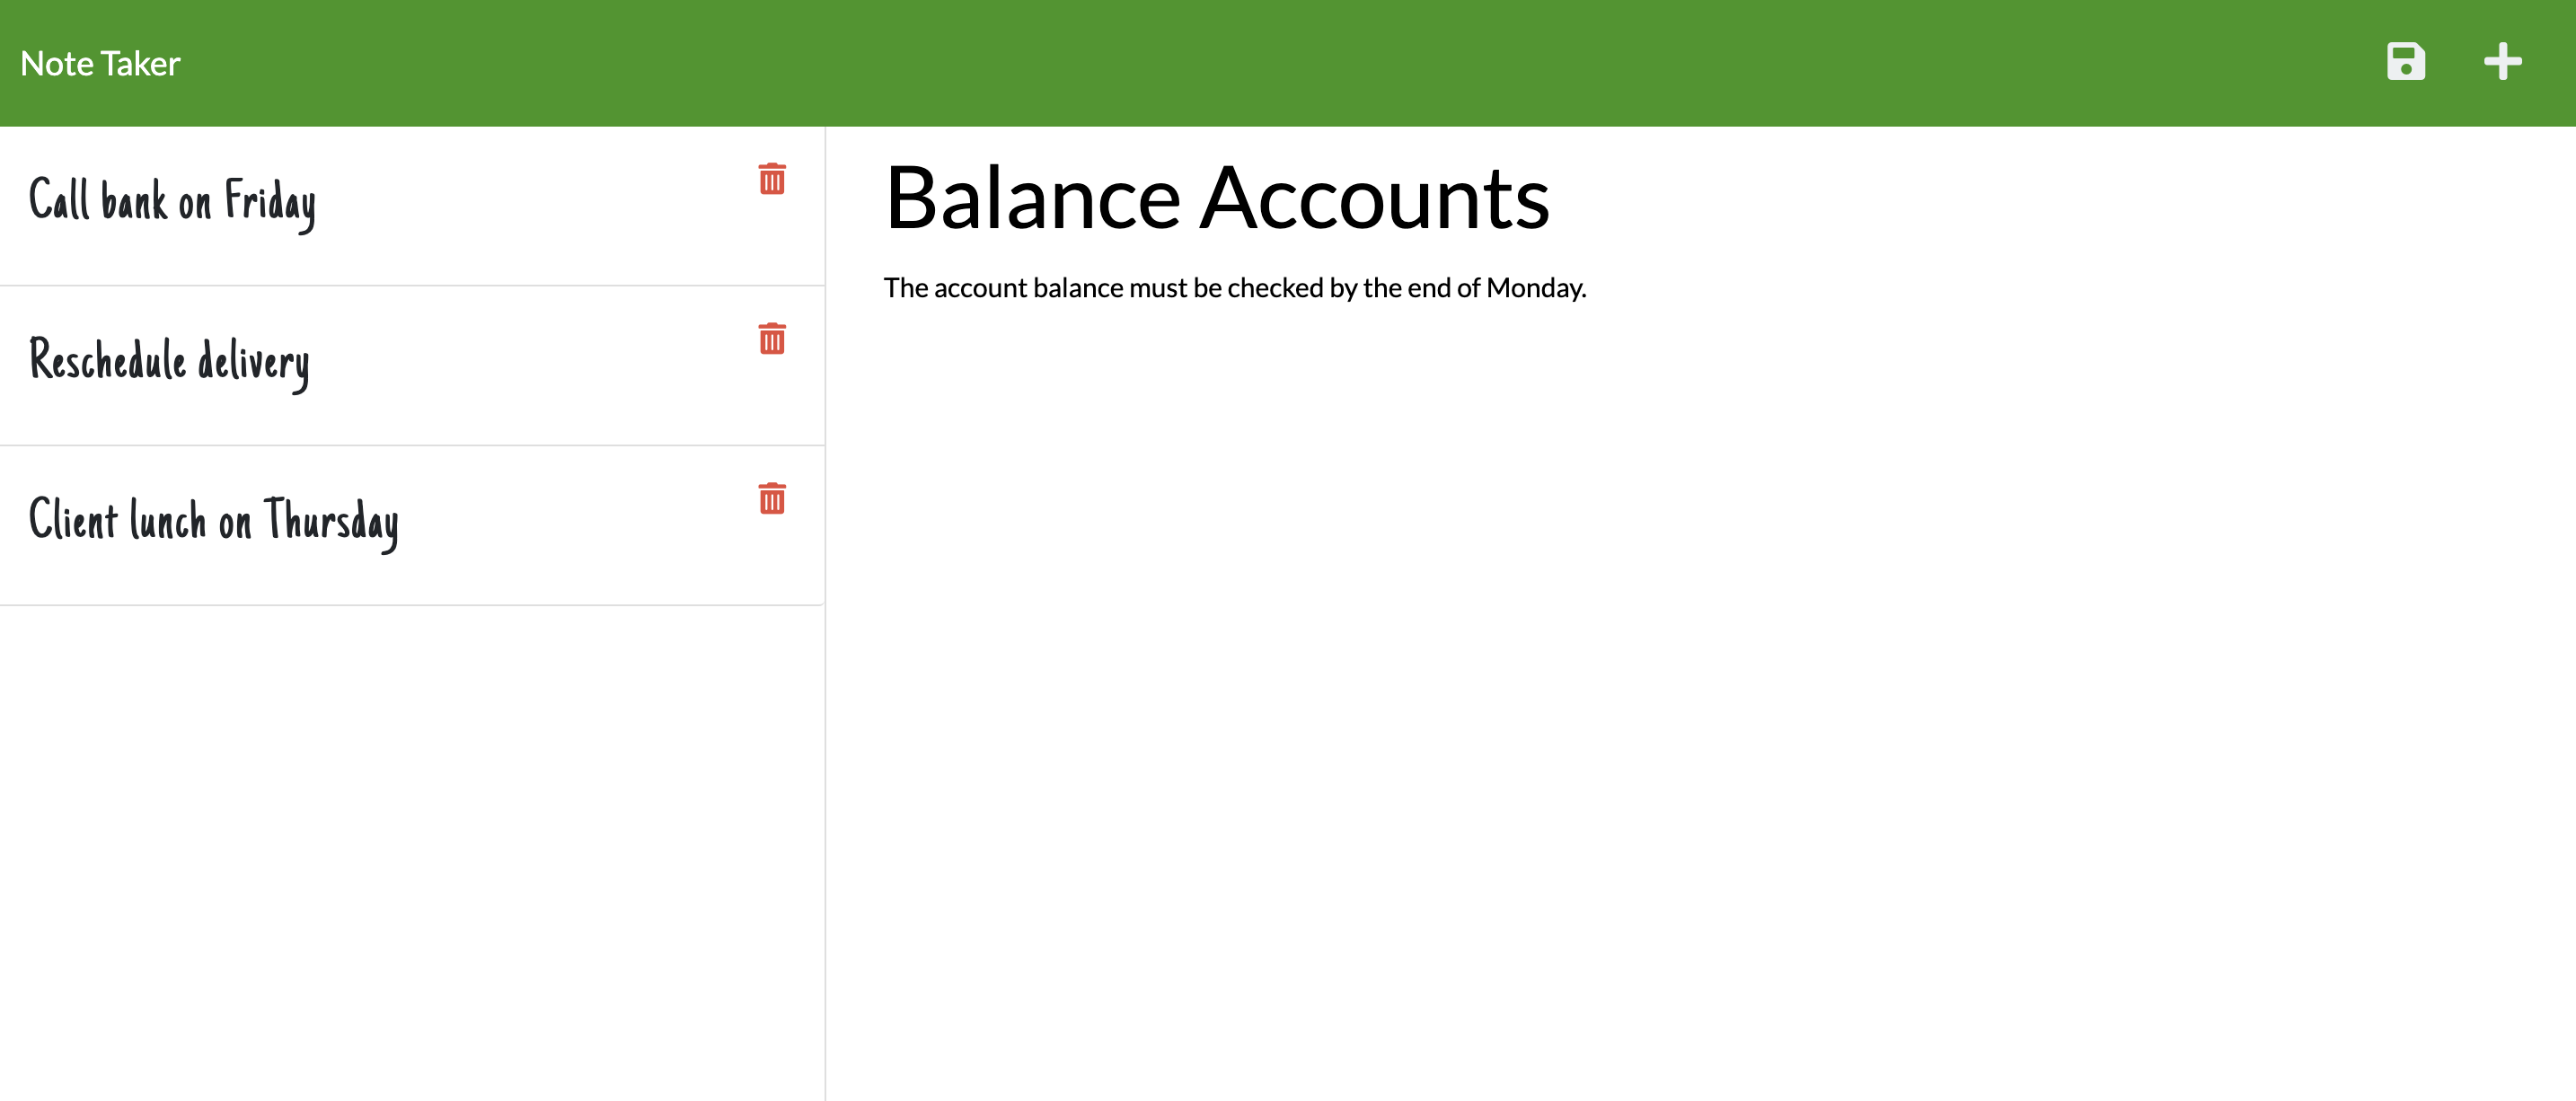 Note Taker
Call bank on Friday
Reschedule delivery
Client lunch on Thursday
Balance Accounts
The account balance must be checked by the end of Monday.